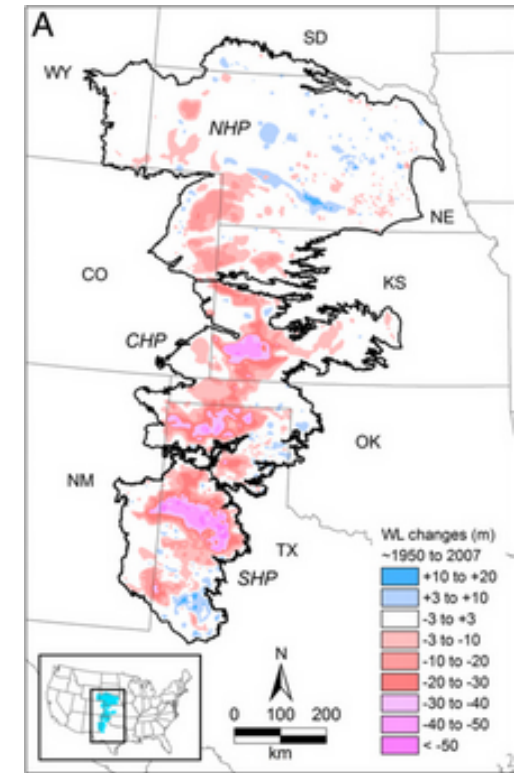 A
SD
WY
NHP
NE
CO
KS
CHP
OK
NM
TX
SHP
WL changes (m)
~1950 to 2007
+10 to +20
+3 to +10
-3 to +3
-3 to -10
-10 to -20
-20 to -30
-30 to -40
-40 to -50
< -50
N
0 100 200
km